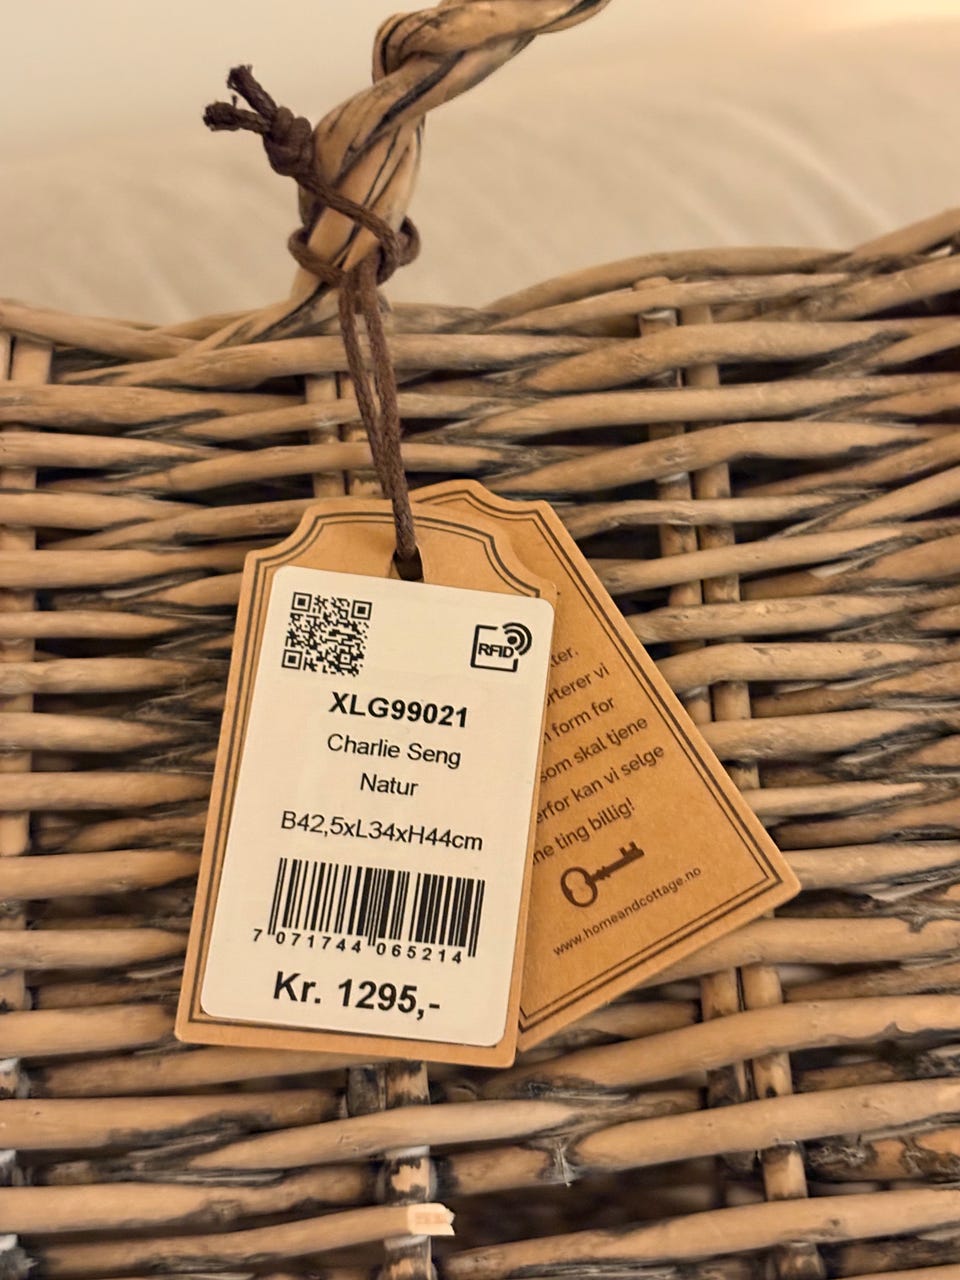 RFID
XLG99021
Charlie Seng
Natur
B42,5xL34xH44cm
7 071744 065214
Kr. 1295,-
vi
form for
som skal tjene
kan vi selge
ting billig!
www.homeandcottage.no